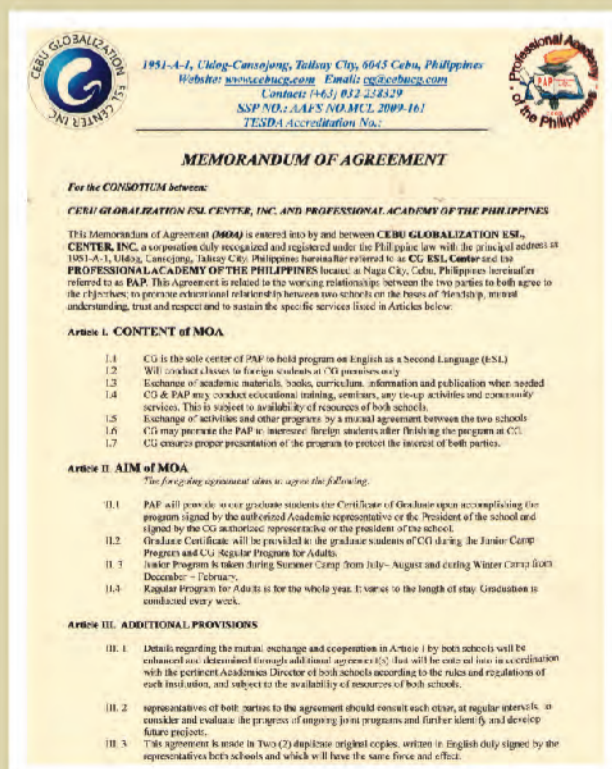 CEBU GLOBALIZATION ESL CENTER INC
Professional Academy of the Philippines
PAP
1951-A-1, Uldog-Cansojong, Talisay City, 6045 Cebu, Philippines
Website: www.cebucg.com Email: cg@cebucg.com
Contact: (+63) 032-238329
SSP NO.: AAFS NO.MCL 2009-161
TESDA Accreditation No.:
MEMORANDUM OF AGREEMENT
For the CONSOTIUM between:
CEBU GLOBALIZATION ESL CENTER, INC. AND PROFESSIONAL ACADEMY OF THE PHILIPPINES
This Memorandum of Agreement (MOA) is entered into by and between CEBU GLOBALIZATION ESL
CENTER, INC, a corporation duly recognized and registered under the Philippine law with the principal address at
1951-A-1, Uldog, Cansojong, Talisay City, Philippines hereinafter referred to as CG ESL Center and the
PROFESSIONAL ACADEMY OF THE PHILIPPINES located at Naga City, Cebu, Philippines hereinafter
referred to as PAP. This Agreement is related to the working relationships between the two parties to both agree to
the objectives; to promote educational relationship between two schools on the bases of friendship, mutual
understanding, trust and respect and to sustain the specific services listed in Articles below:
Article I. CONTENT of MOA
I.1 CG is the sole center of PAP to hold program on English as a Second Language (ESL)
I.2 Will conduct classes to foreign students at CG premises only
I.3 Exchange of academic materials, books, curriculum, information and publication when needed
I.4 CG & PAP may conduct educational training, seminars, any tie-up activities and community
services. This is subject to availability of resources of both schools.
I.5 Exchange of activities and other programs by a mutual agreement between the two schools
I.6 CG may promote the PAP to interested foreign students after finishing the program at CG.
I.7 CG ensures proper presentation of the program to protect the interest of both parties.
Article II. AIM of MOA
The foregoing agreement aims to agree the following.
II.1 PAP will provide to our graduate students the Certificate of Graduate upon accomplishing the
program signed by the authorized Academic representative or the President of the school and
signed by the CG authorized representative or the president of the school.
II.2 Graduate Certificate will be provided to the graduate students of CG during the Junior Camp
Program and CG Regular Program for Adults.
II.3 Junior Program is taken during Summer Camp from July– August and during Winter Camp from
December – February.
II.4 Regular Program for Adults is for the whole year. It varies to the length of stay. Graduation is
conducted every week.
Article III. ADDITIONAL PROVISIONS
III. 1 Details regarding the mutual exchange and cooperation in Article I by both schools will be
enhanced and determined through additional agreement(s) that will be entered into in coordination
with the pertinent Academics Director of both schools according to the rules and regulations of
each institution, and subject to the availability of resources of both schools.
III. 2 representatives of both parties to the agreement should consult each other, at regular intervals, to
consider and evaluate the progress of ongoing joint programs and further identify and develop
future projects.
III. 3 This agreement is made in Two (2) duplicate original copies, written in English duly signed by the
representatives both schools and which will have the same force and effect.